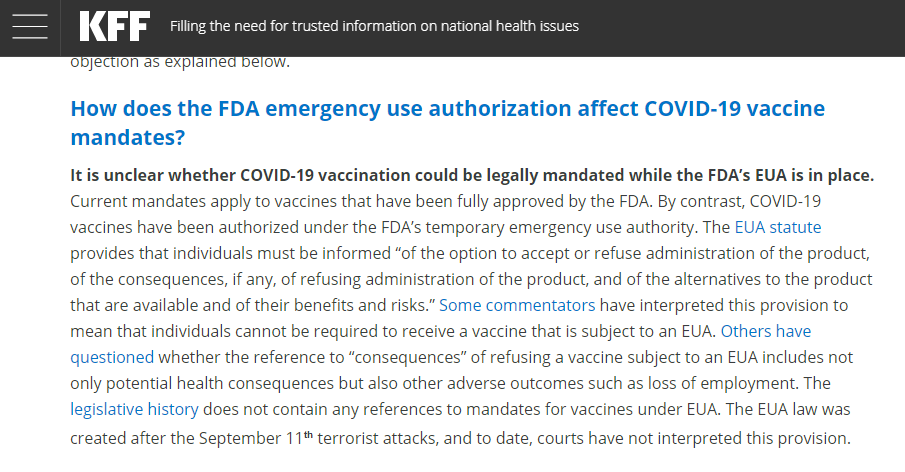 KFF Filling the need for trusted information on national health issues
objection as explained below.
How does the FDA emergency use authorization affect COVID-19 vaccine
mandates?
It is unclear whether COVID-19 vaccination could be legally mandated while the FDA’s EUA is in place.
Current mandates apply to vaccines that have been fully approved by the FDA. By contrast, COVID-19
vaccines have been authorized under the FDA’s temporary emergency use authority. The EUA statute
provides that individuals must be informed “of the option to accept or refuse administration of the product,
of the consequences, if any, of refusing administration of the product, and of the alternatives to the product
that are available and of their benefits and risks.” Some commentators have interpreted this provision to
mean that individuals cannot be required to receive a vaccine that is subject to an EUA. Others have
questioned whether the reference to “consequences” of refusing a vaccine subject to an EUA includes not
only potential health consequences but also other adverse outcomes such as loss of employment. The
legislative history does not contain any references to mandates for vaccines under EUA. The EUA law was
created after the September 11th terrorist attacks, and to date, courts have not interpreted this provision.